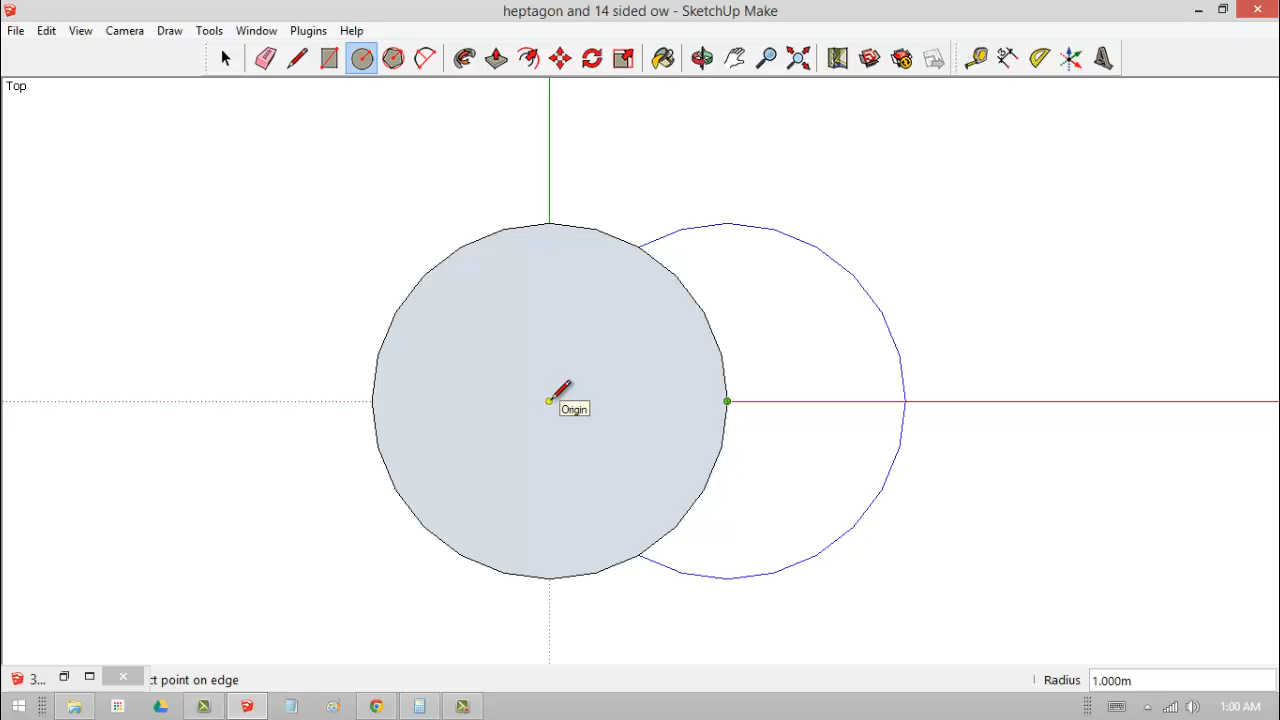 heptagon and 14 sided ow - SketchUp Make
File Edit View Camera Draw Tools Window Plugins Help
Top
Origin
3... ct point on edge Radius 1.000m
1:00 AM